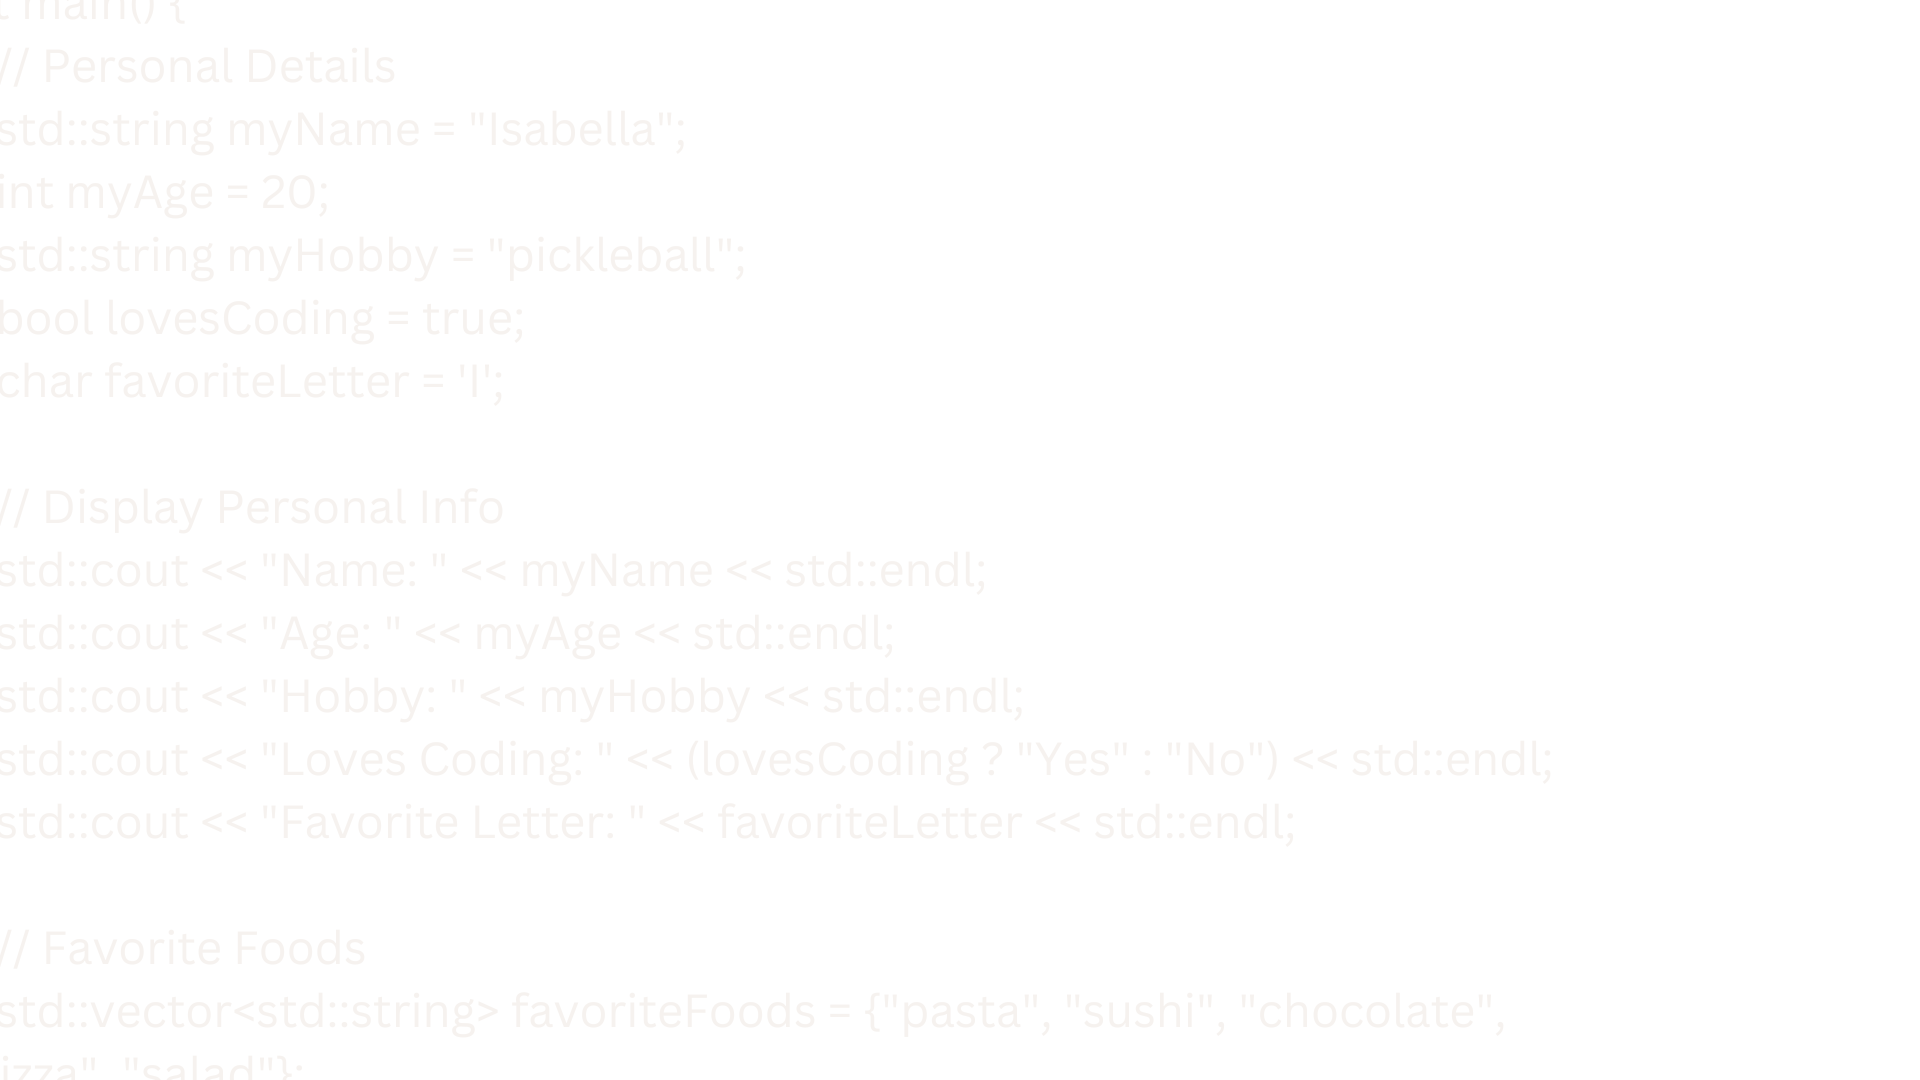 t main() {
// Personal Details
std::string myName = "Isabella";
int myAge = 20;
std::string myHobby = "pickleball";
bool lovesCoding = true;
char favoriteLetter = 'I';
// Display Personal Info
std::cout << "Name: " << myName << std::endl;
std::cout << "Age: " << myAge << std::endl;
std::cout << "Hobby: " << myHobby << std::endl;
std::cout << "Loves Coding: " << (lovesCoding ? "Yes" : "No") << std::endl;
std::cout << "Favorite Letter: " << favoriteLetter << std::endl;
// Favorite Foods
std::vector<std::string> favoriteFoods = {"pasta", "sushi", "chocolate",
izza", "salad"};